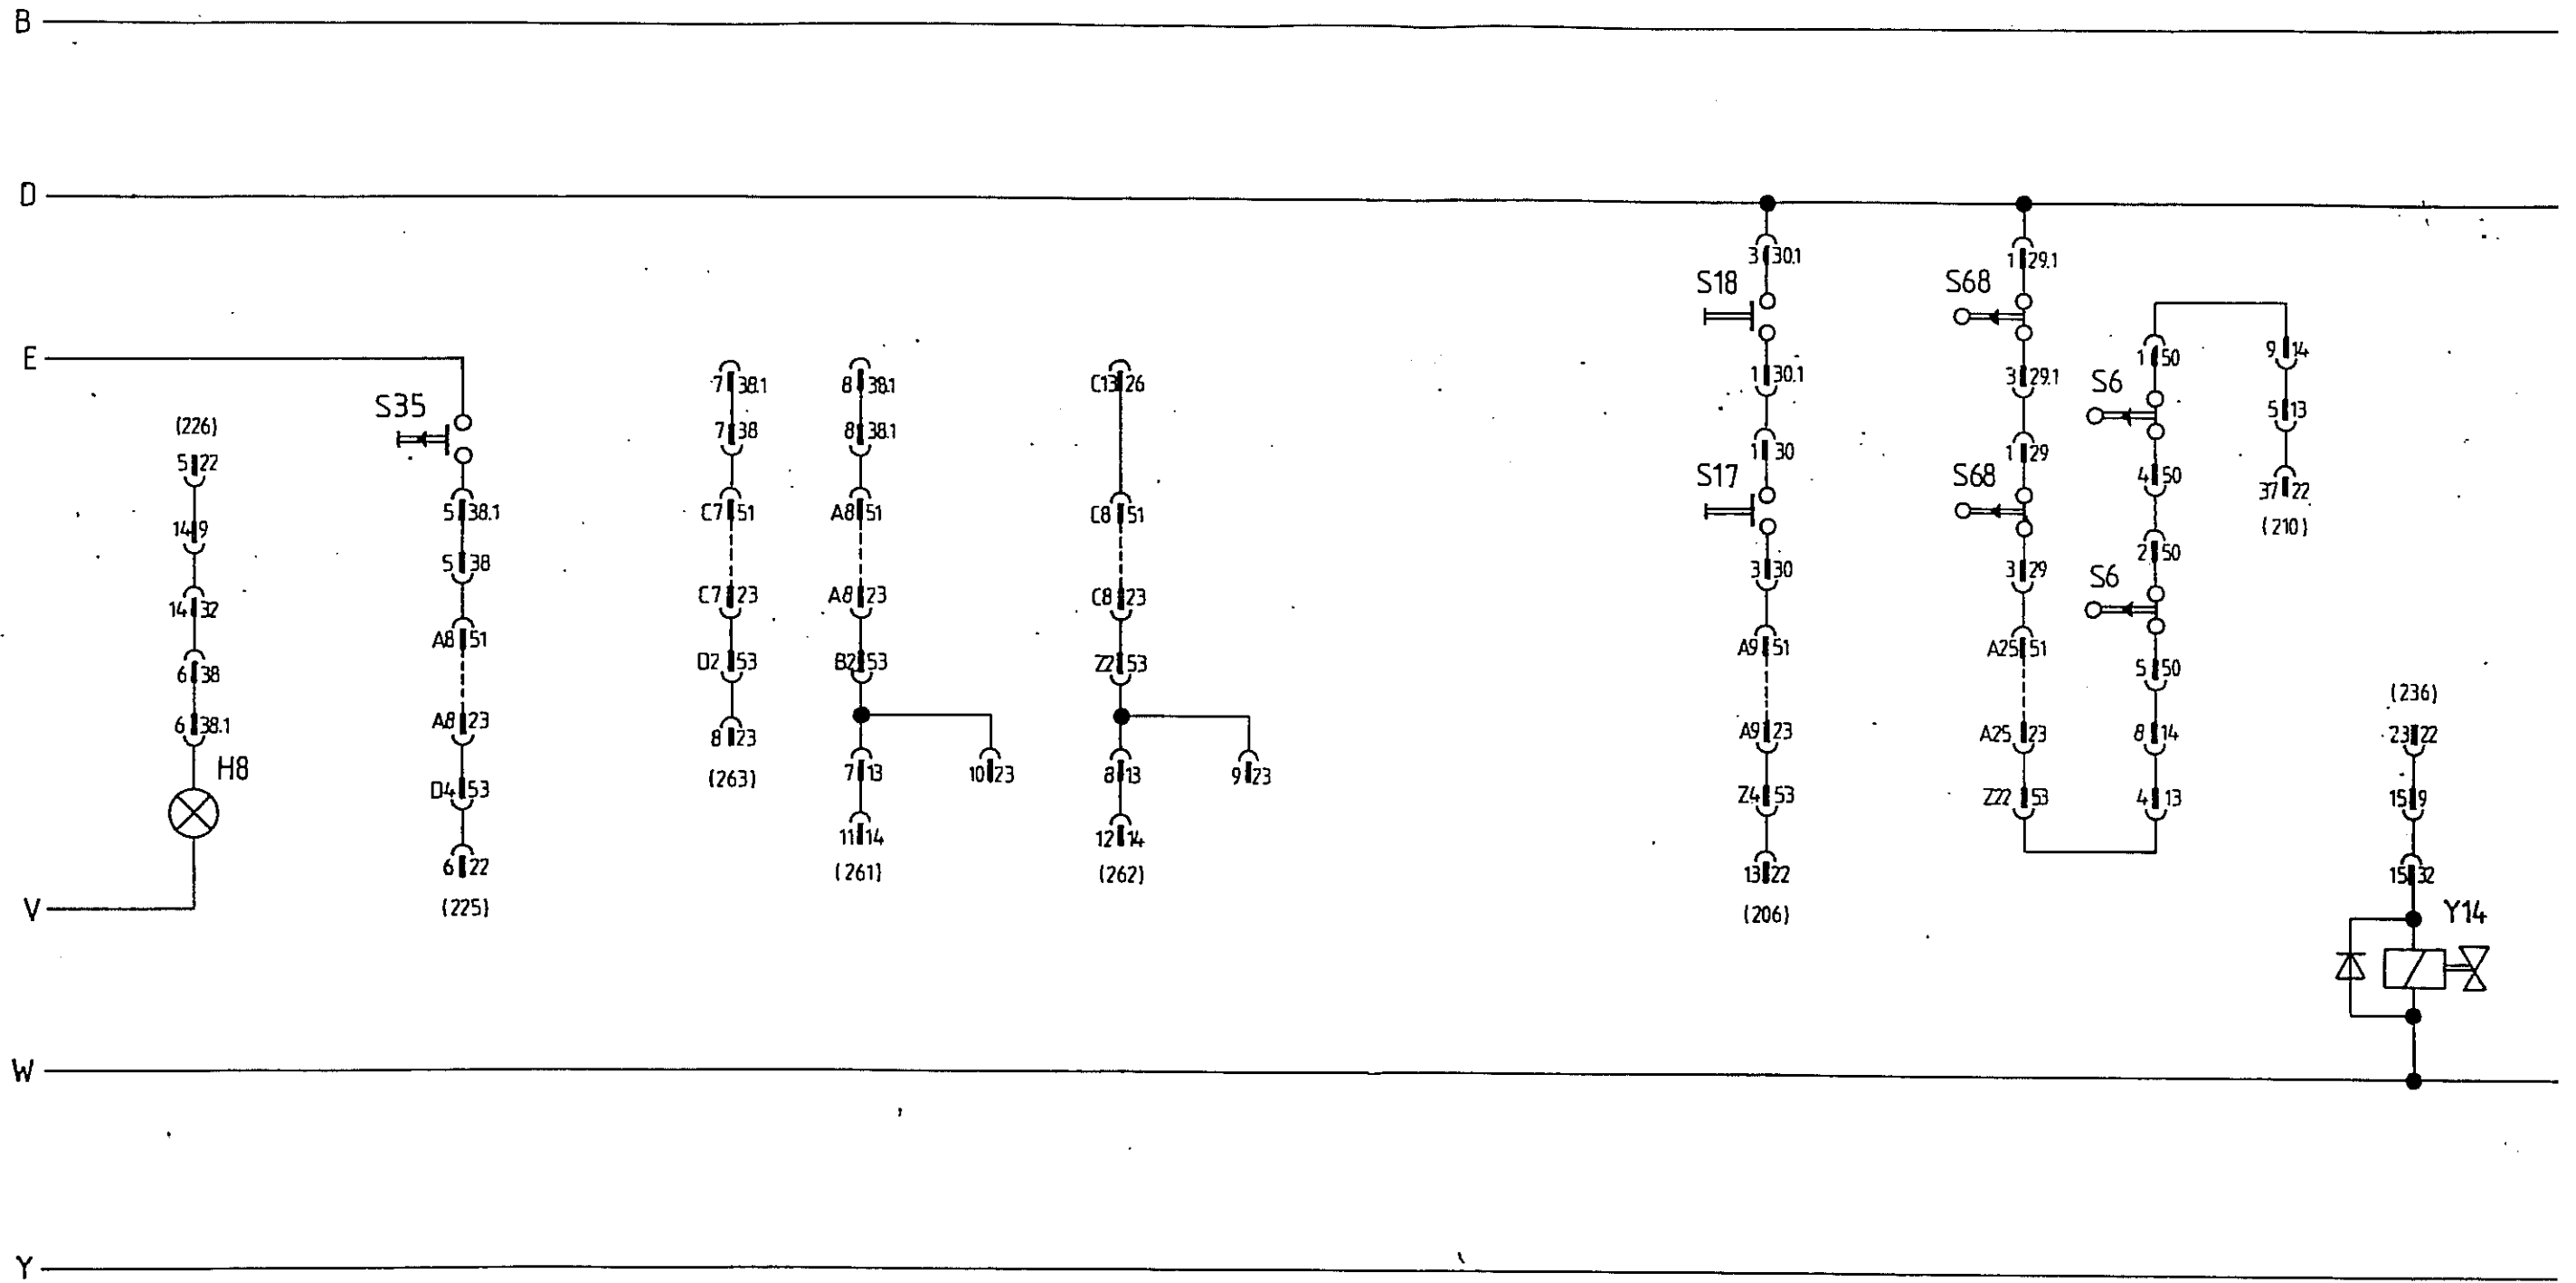 B
D
E
(226)
5 22
14 9
14 32
6 38
6 38.1
H8
V
S35
5 38.1
5 38
A8 51
A8 23
D4 53
6 22
(225)
7 38.1
7 38
C7 51
C7 23
D2 53
8 23
(263)
8 38.1
8 38.1
A8 51
A8 23
B2 53
7 13
10 23
11 14
(261)
C13 26
C8 51
C8 23
Z2 53
8 13
9 23
12 14
(262)
3 30.1
S18
1 30.1
1 30
S17
3 30
A9 51
A9 23
Z4 53
13 22
(206)
1 29.1
S68
3 29.1
1 29
S68
3 29
A25 51
A25 23
Z22 53
1 50
S6
4 50
2 50
S6
5 50
8 14
4 13
9 14
5 13
37 22
(210)
(236)
23 22
15 9
15 32
Y14
W
Y